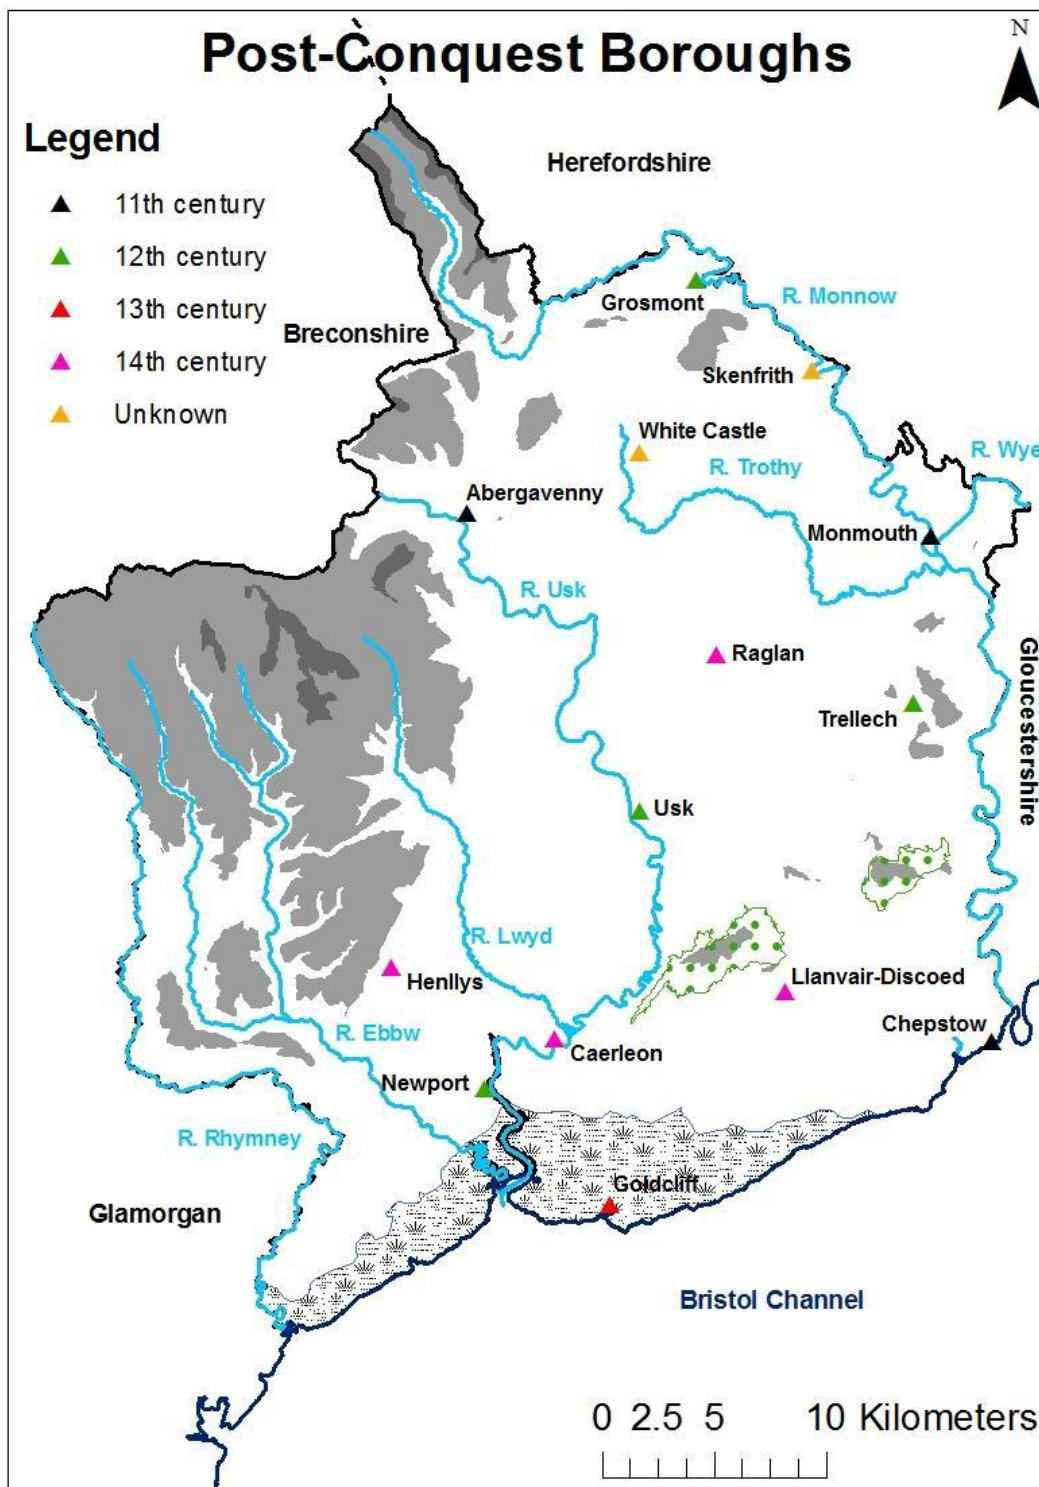 Post-Conquest Boroughs
N
Legend
11th century
12th century
13th century
14th century
Unknown
Herefordshire
Breconshire
Grosmont
R. Monnow
Skenfrith
White Castle
R. Trothy
R. Wye
Abergavenny
Monmouth
R. Usk
Raglan
Trellech
Gloucestershire
Usk
R. Lwyd
Henllys
Llanvair-Discoed
Chepstow
R. Ebbw
Caerleon
Newport
R. Rhymney
Goldcliff
Glamorgan
Bristol Channel
0 2.5 5 10 Kilometers